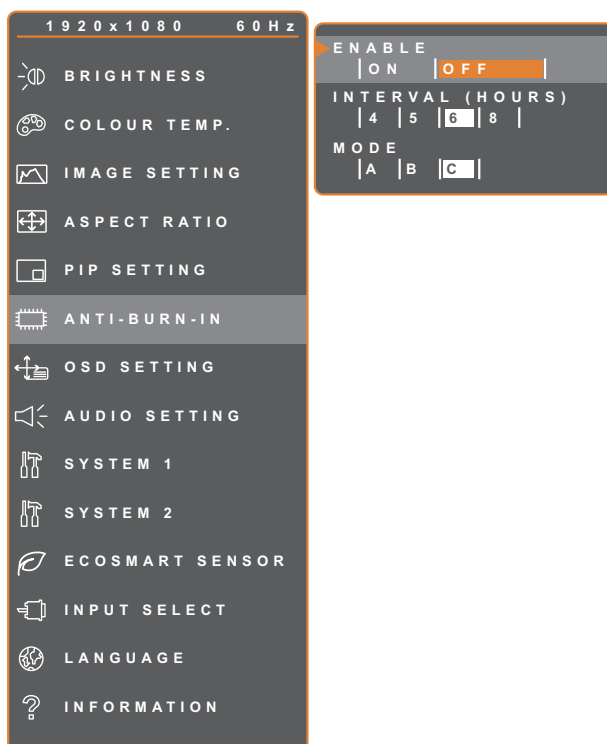 1920x1080 60Hz
BRIGHTNESS
COLOUR TEMP.
IMAGE SETTING
ASPECT RATIO
PIP SETTING
ANTI-BURN-IN
OSD SETTING
AUDIO SETTING
SYSTEM 1
SYSTEM 2
ECOSMART SENSOR
INPUT SELECT
LANGUAGE
INFORMATION
ENABLE
ON OFF
INTERVAL (HOURS)
4 5 6 8
MODE
A B C